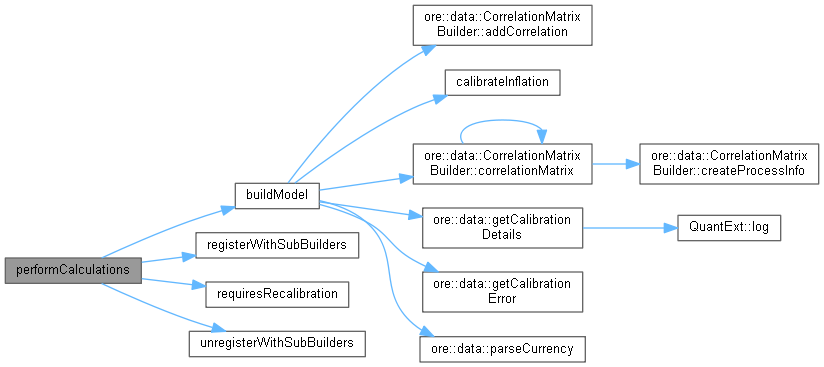 performCalculations
buildModel
registerWithSubBuilders
requiresRecalibration
unregisterWithSubBuilders
ore::data::CorrelationMatrix
Builder::addCorrelation
calibrateInflation
ore::data::CorrelationMatrix
Builder::correlationMatrix
ore::data::getCalibration
Details
ore::data::getCalibration
Error
ore::data::parseCurrency
ore::data::CorrelationMatrix
Builder::createProcessInfo
QuantExt::log